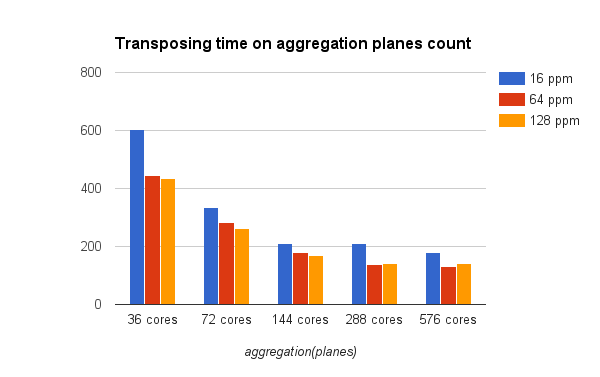 Transposing time on aggregation planes count
800
600
400
200
0
16 ppm
64 ppm
128 ppm
36 cores
72 cores
144 cores
288 cores
576 cores
aggregation(planes)